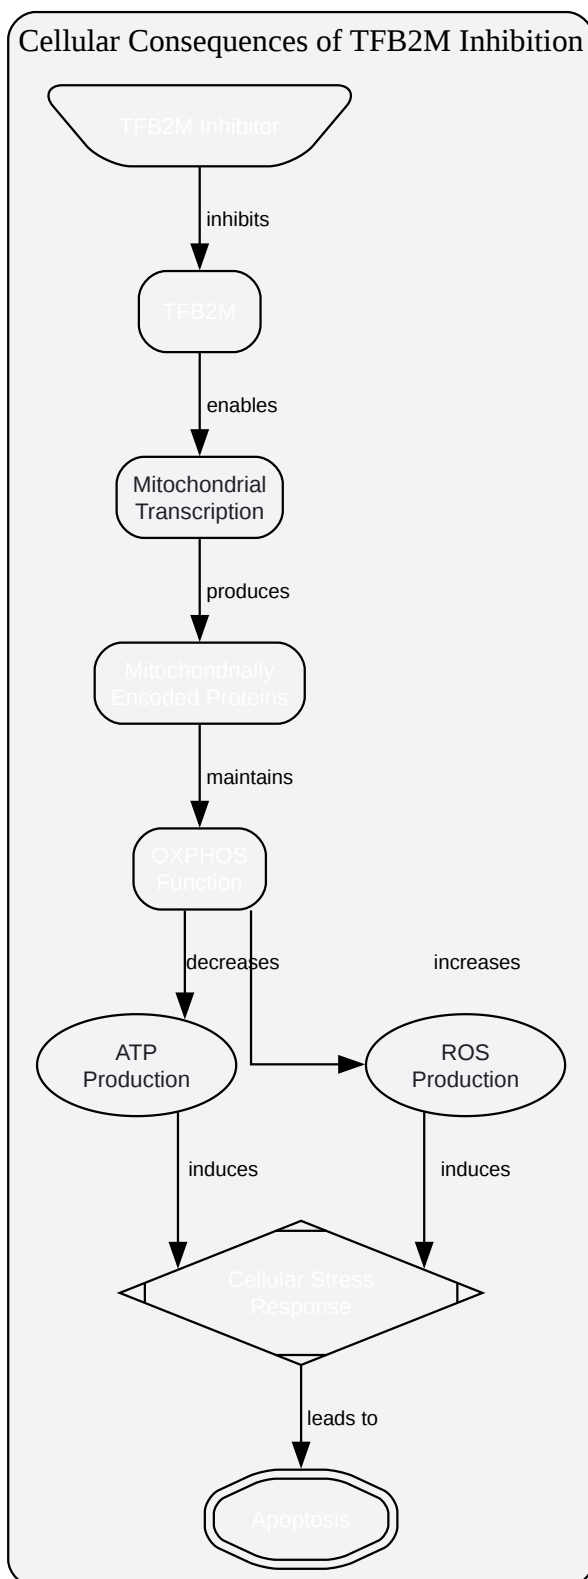 Cellular Consequences of TFB2M Inhibition
TFB2M Inhibitor
inhibits
TFB2M
enables
Mitochondrial
Transcription
produces
Mitochondrially
Encoded Proteins
maintains
OXPHOS
Function
decreases
increases
ATP
Production
ROS
Production
induces
induces
Cellular Stress
Response
leads to
Apoptosis